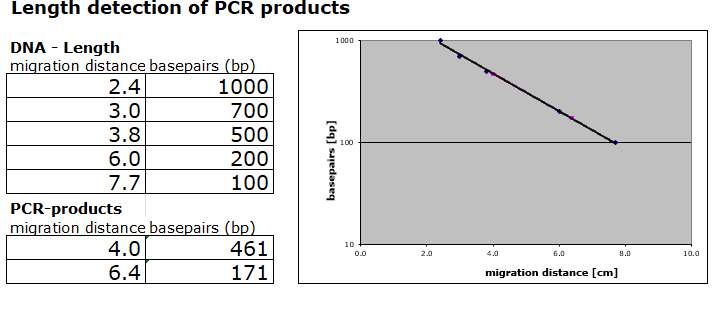 Length detection of PCR products
DNA - Length
migration distance basepairs (bp)
2.4 1000
3.0 700
3.8 500
6.0 200
7.7 100
PCR-products
migration distance basepairs (bp)
4.0 461
6.4 171
1000
100
10
basepairs [bp]
0.0 2.0 4.0 6.0 8.0 10.0
migration distance [cm]